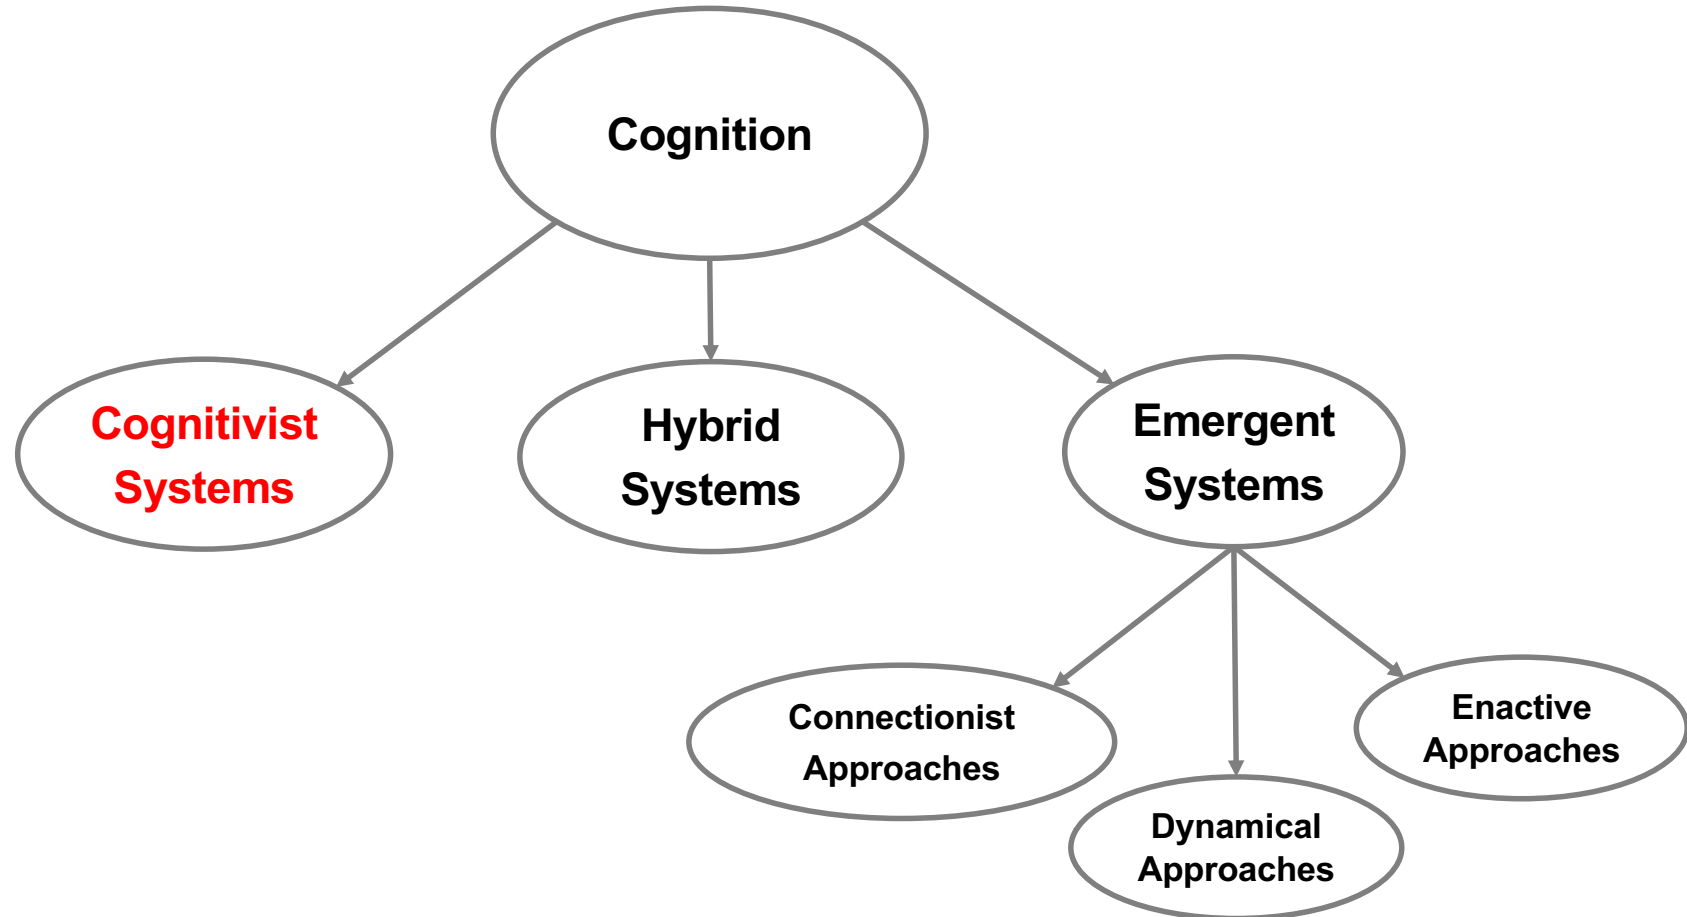 Cognition
Cognitivist
Systems
Hybrid
Systems
Emergent
Systems
Connectionist
Approaches
Dynamical
Approaches
Enactive
Approaches